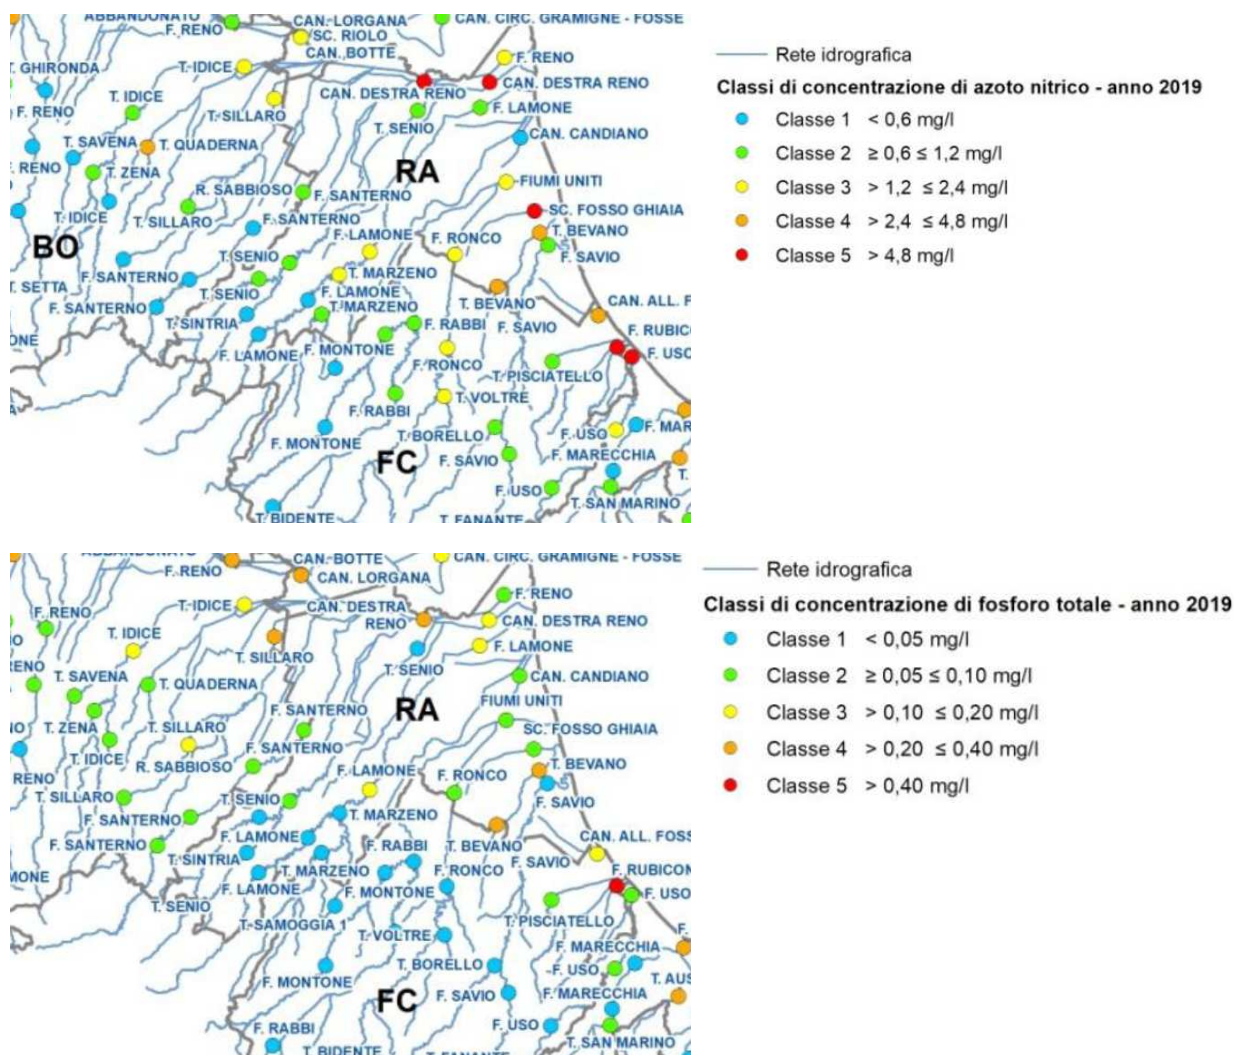 ABBANDONATO
CAN. LORGANA
CAN. CIRC. GRAMIGNE - FOSSE
F. RENO
SC. RIOLO
CAN. BOTTE
T. GHIRONDA
T. IDICE
F. RENO
CAN. DESTRA RENO
T. IDICE
CAN. DESTRA RENO
F. RENO
T. SILLARO
F. LAMONE
T. SENIO
T. SAVENA
T. QUADERNA
CAN. CANDIANO
RENO
T. ZENA
RA
R. SABBIOSO
F. SANTERNO
FIUMI UNITI
T. IDICE
T. SILLARO
F. SANTERNO
SC. FOSSO GHIAIA
BO
F. LAMONE
F. RONCO
T. BEVANO
T. SENIO
F. SAVIO
F. SANTERNO
T. MARZENO
T. SETTA
T. SENIO
F. LAMONE
F. SANTERNO
T. MARZENO
T. BEVANO
CAN. ALL. F
T. SINTRIA
F. RABBI
F. SAVIO
F. RUBIC
ONE
F. LAMONE
F. MONTONE
F. RONCO
F. USO
T. PISCIATELLO
F. RABBI
T. VOLTRE
F. MONTONE
T. BORELLO
F. USO
F. MAR
FC
F. SAVIO
F. MARECCHIA
T.
F. USO
T. SAN MARINO
T. BIDENTE
T. FANANTE
Rete idrografica
Classi di concentrazione di azoto nitrico - anno 2019
Classe 1 < 0,6 mg/l
Classe 2 ≥ 0,6 ≤ 1,2 mg/l
Classe 3 > 1,2 ≤ 2,4 mg/l
Classe 4 > 2,4 ≤ 4,8 mg/l
Classe 5 > 4,8 mg/l
ABBANDONATO
CAN. BOTTE
CAN. CIRC. GRAMIGNE - FOSSE
F. RENO
CAN. LORGANA
F. RENO
T. IDICE
CAN. DESTRA
RENO
F. RENO
CAN. DESTRA RENO
T. IDICE
T. SILLARO
F. LAMONE
RENO
T. SENIO
T. SAVENA
T. QUADERNA
CAN. CANDIANO
FIUMI UNITI
RA
T. ZENA
T. SILLARO
F. SANTERNO
SC. FOSSO GHIAIA
F. SANTERNO
T. IDICE
R. SABBIOSO
F. LAMONE
F. RONCO
T. BEVANO
RENO
T. SILLARO
T. SENIO
F. SAVIO
F. SANTERNO
T. MARZENO
F. LAMONE
CAN. ALL. FOSS
F. SANTERNO
F. RABBI
T. BEVANO
T. SINTRIA
T. MARZENO
F. SAVIO
F. RUBICON
MONE
F. LAMONE
F. MONTONE
F. RONCO
F. USO
T. SENIO
T. SAMOGGIA 1
T. PISCIATELLO
T. VOLTRE
F.
F. MARECCHIA
F. MONTONE
T. BORELLO
F. USO
T. AUS
FC
F. SAVIO
F. MARECCHIA
F. RABBI
F. USO
T. SAN MARINO
T. BIDENTE
T. FANANTE
Rete idrografica
Classi di concentrazione di fosforo totale - anno 2019
Classe 1 < 0,05 mg/l
Classe 2 ≥ 0,05 ≤ 0,10 mg/l
Classe 3 > 0,10 ≤ 0,20 mg/l
Classe 4 > 0,20 ≤ 0,40 mg/l
Classe 5 > 0,40 mg/l